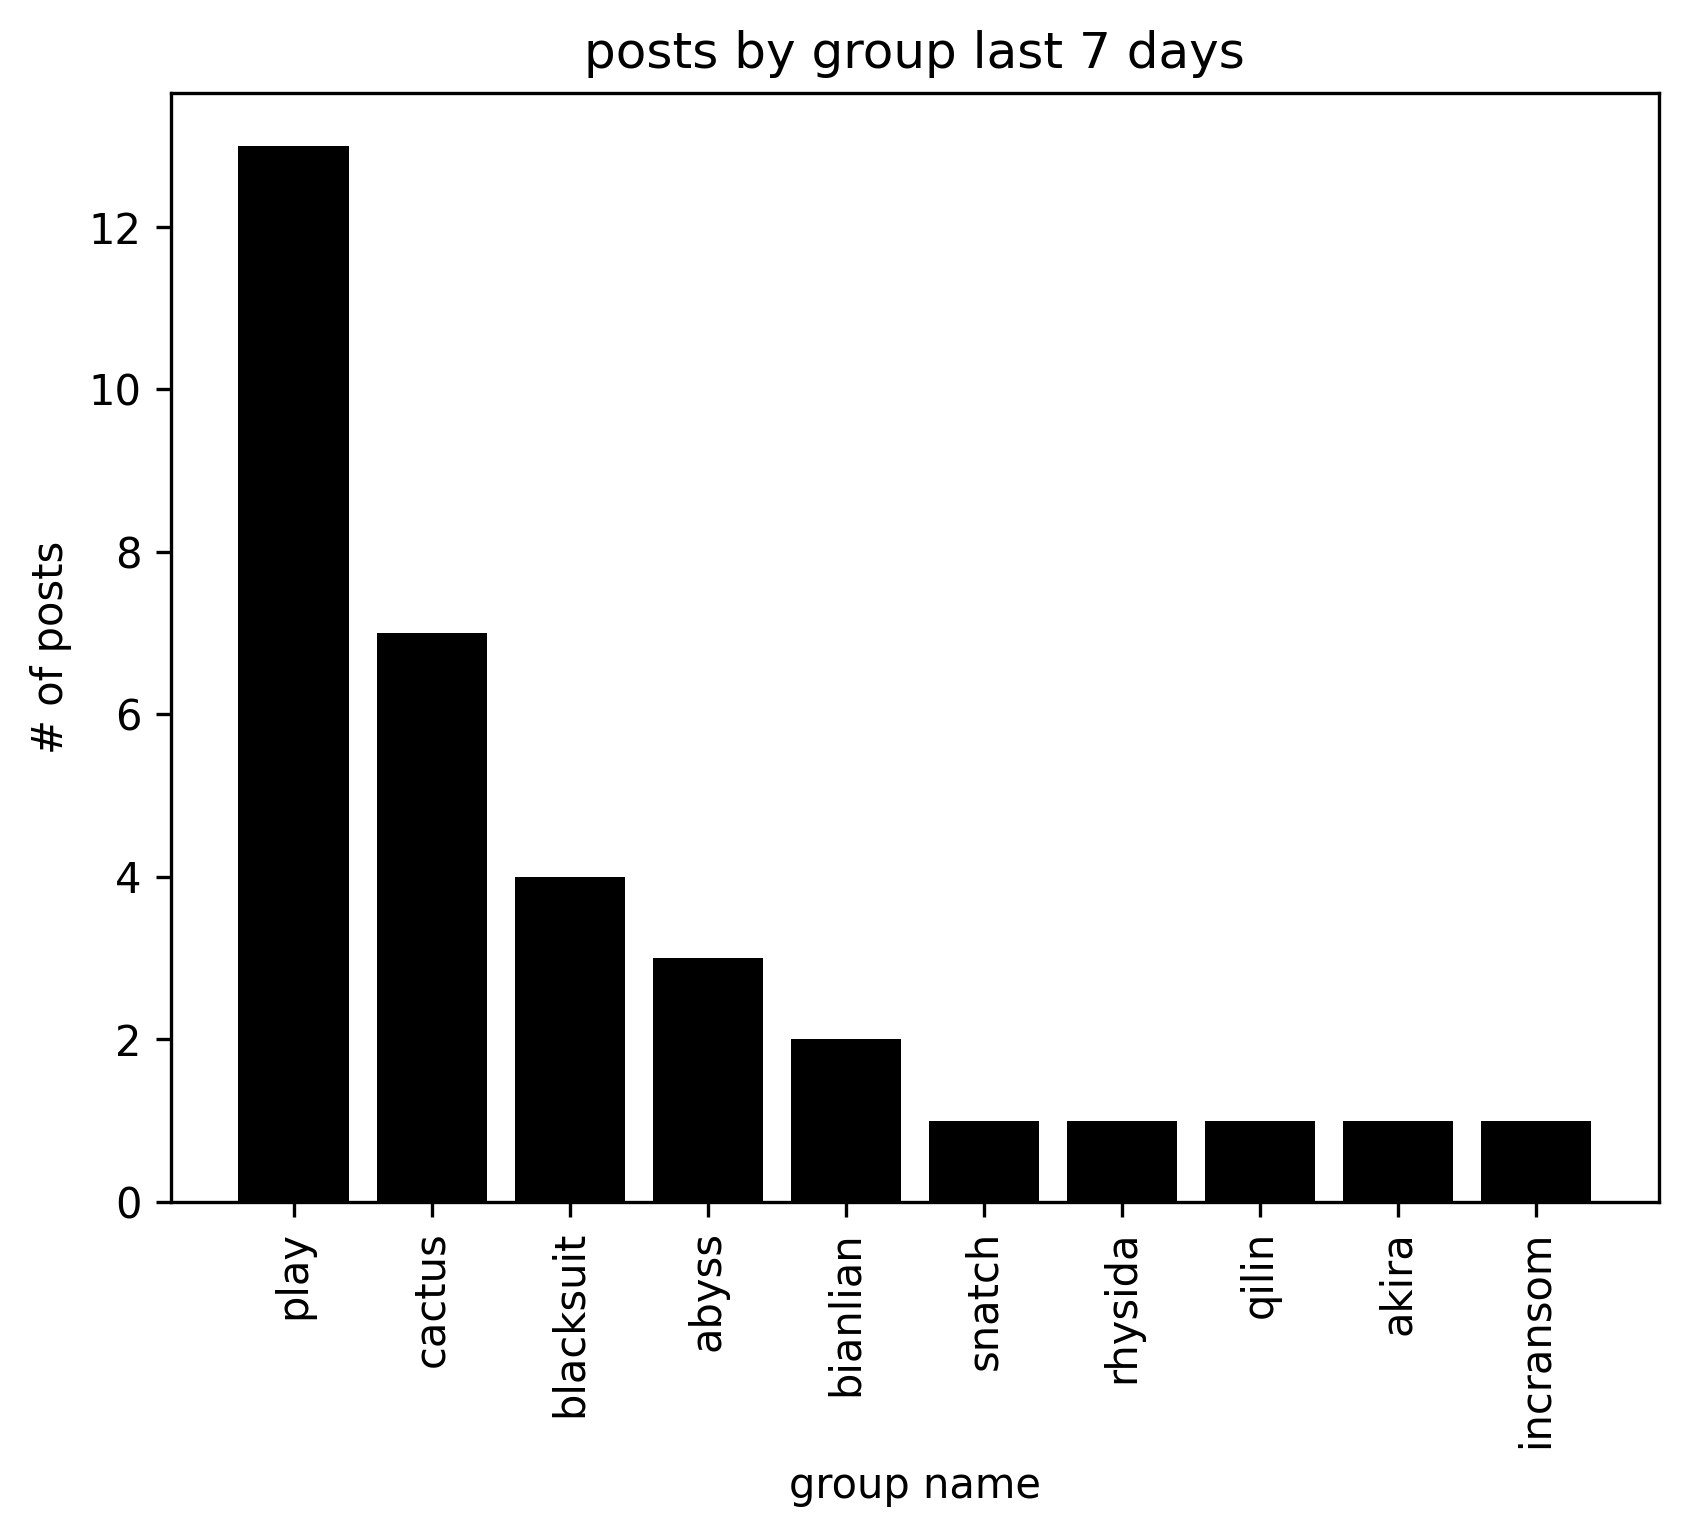 posts by group last 7 days
# of posts
12
10
8
6
4
2
0
play
cactus
blacksuit
abyss
bianlian
snatch
rhysida
qilin
akira
incransom
group name